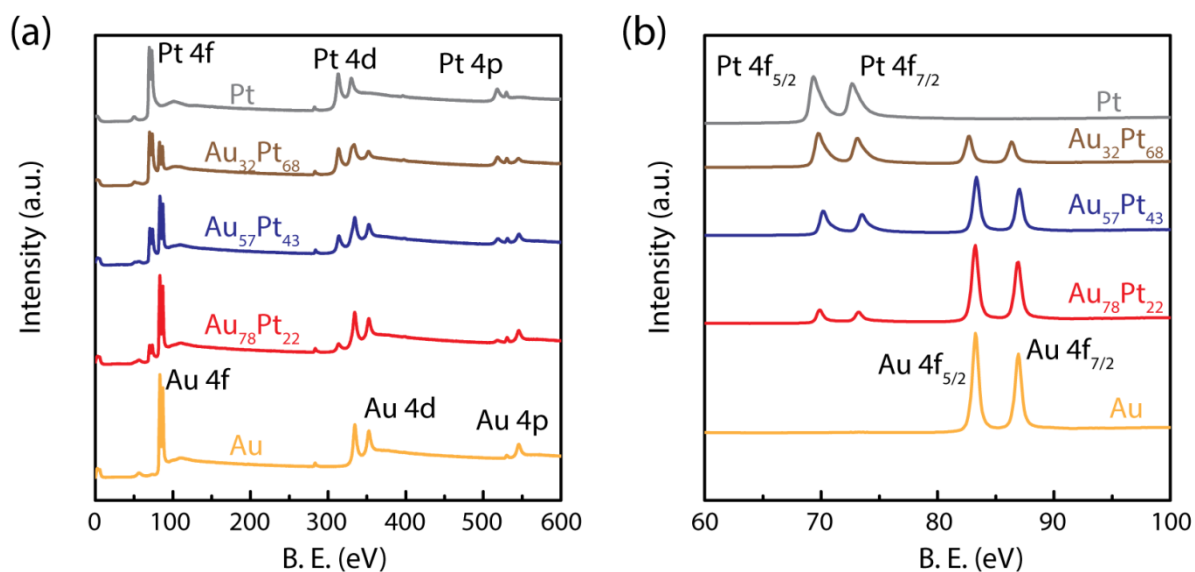 (a)
Pt 4f
Pt 4d
Pt 4p
Pt
Au₃₂Pt₆₈
Au₅₇Pt₄₃
Au₇₈Pt₂₂
Au 4f
Au 4d
Au 4p
Au
Intensity (a.u.)
0 100 200 300 400 500 600
B. E. (eV)
(b)
Pt 4f₅/₂
Pt 4f₇/₂
Pt
Au₃₂Pt₆₈
Au₅₇Pt₄₃
Au₇₈Pt₂₂
Au 4f₅/₂
Au 4f₇/₂
Au
Intensity (a.u.)
60 70 80 90 100
B. E. (eV)